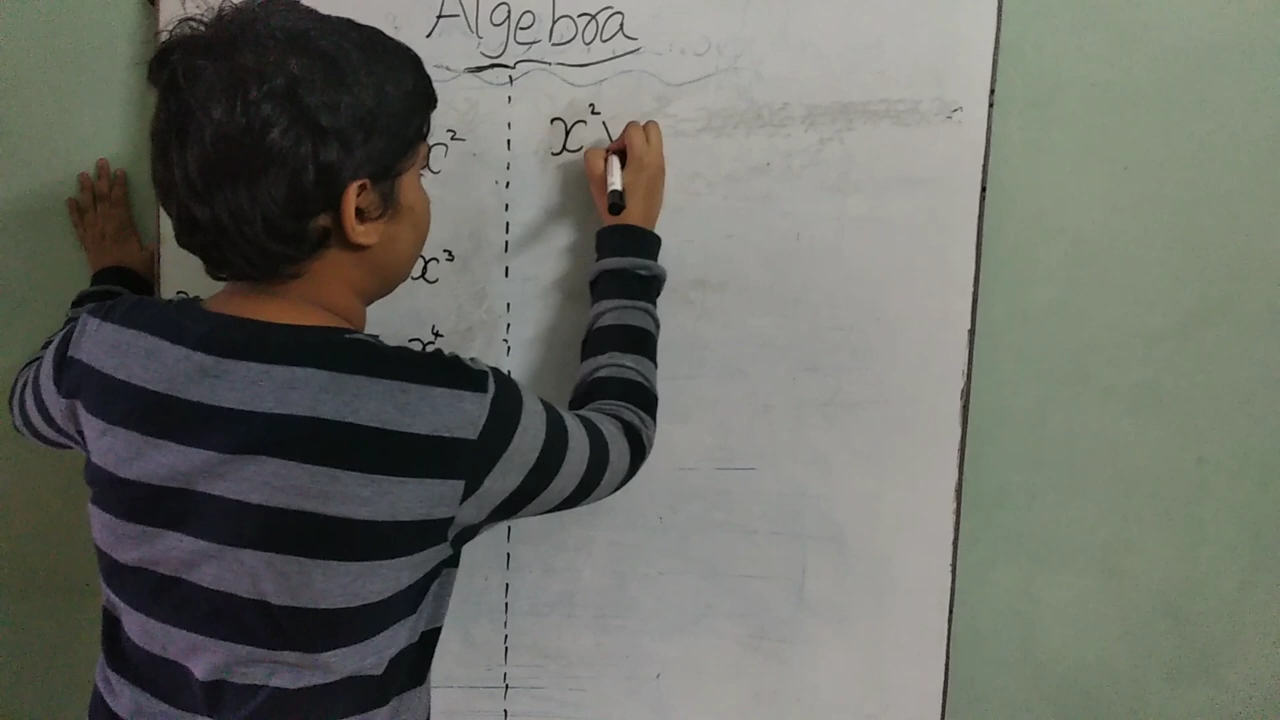 Algebra
x² x²
x³
x⁴